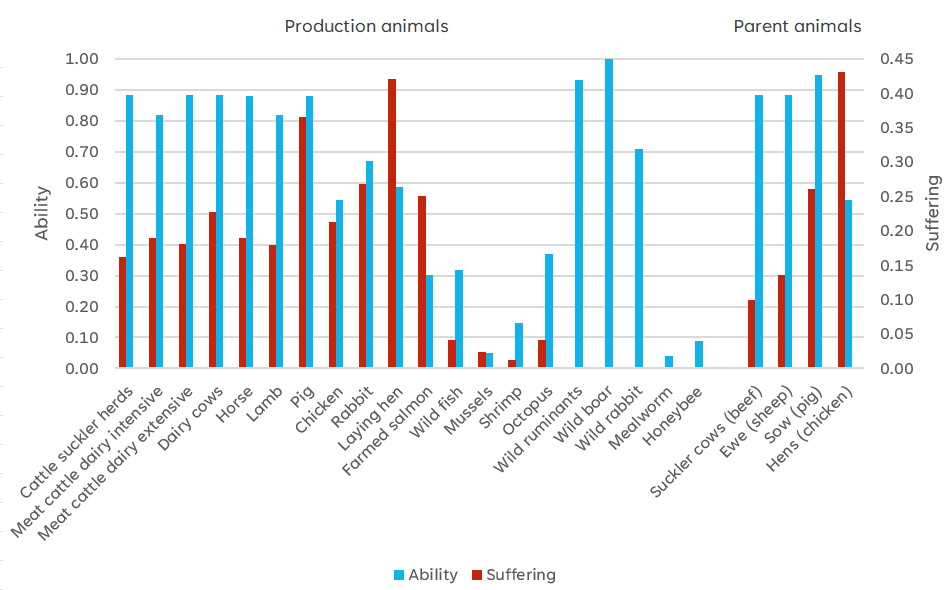 Production animals
Parent animals
1.00
0.90
0.80
0.70
0.60
0.50
0.40
0.30
0.20
0.10
0.00
Ability
0.45
0.40
0.35
0.30
0.25
0.20
0.15
0.10
0.05
0.00
Suffering
Cattle suckler herds
Meat cattle dairy intensive
Meat cattle dairy extensive
Dairy cows
Horse
Lamb
Pig
Chicken
Rabbit
Laying hen
Farmed salmon
Wild fish
Mussels
Shrimp
Octopus
Wild ruminants
Wild boar
Wild rabbit
Mealworm
Honeybee
Suckler cows (beef)
Ewe (sheep)
Sow (pig)
Hens (chicken)
Ability
Suffering